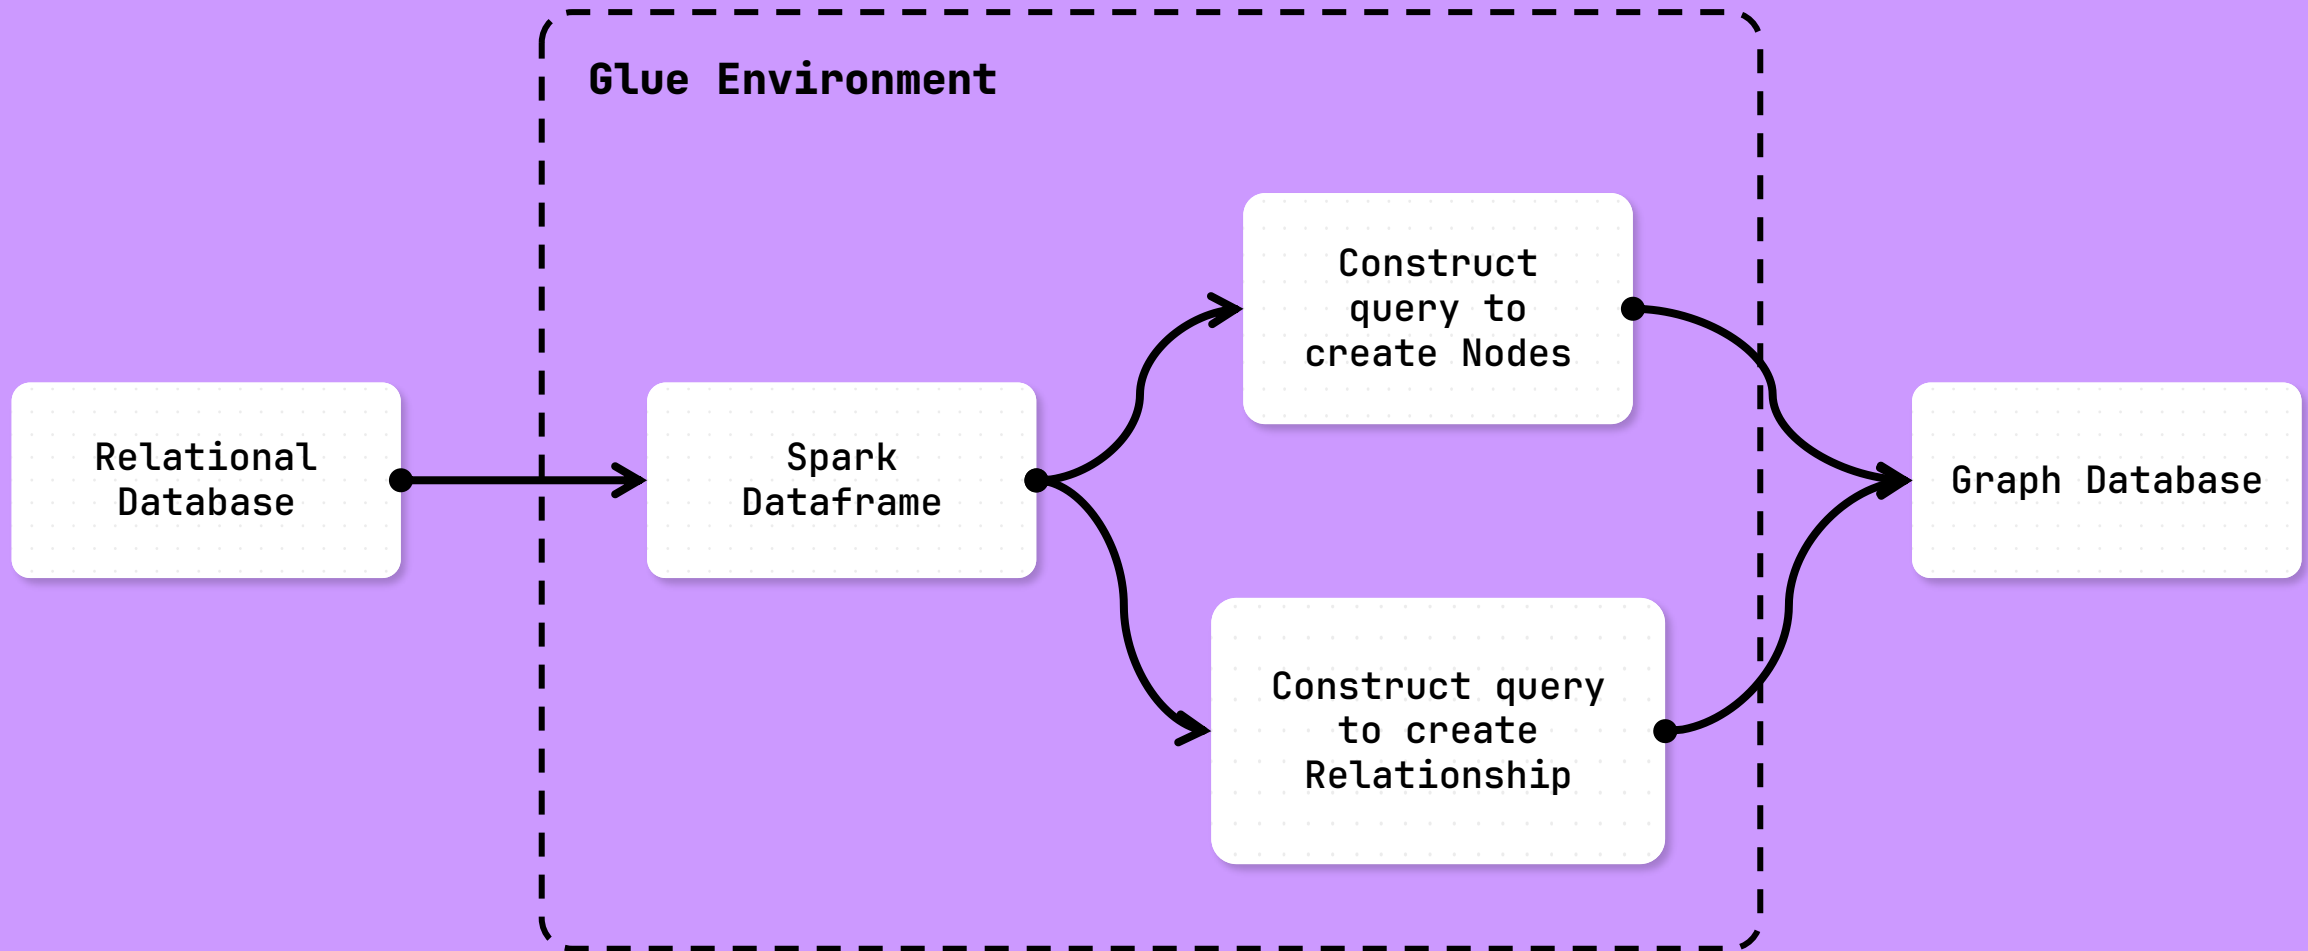 Glue Environment
Relational
Database
Spark
Dataframe
Construct
query to
create Nodes
Construct query
to create
Relationship
Graph Database